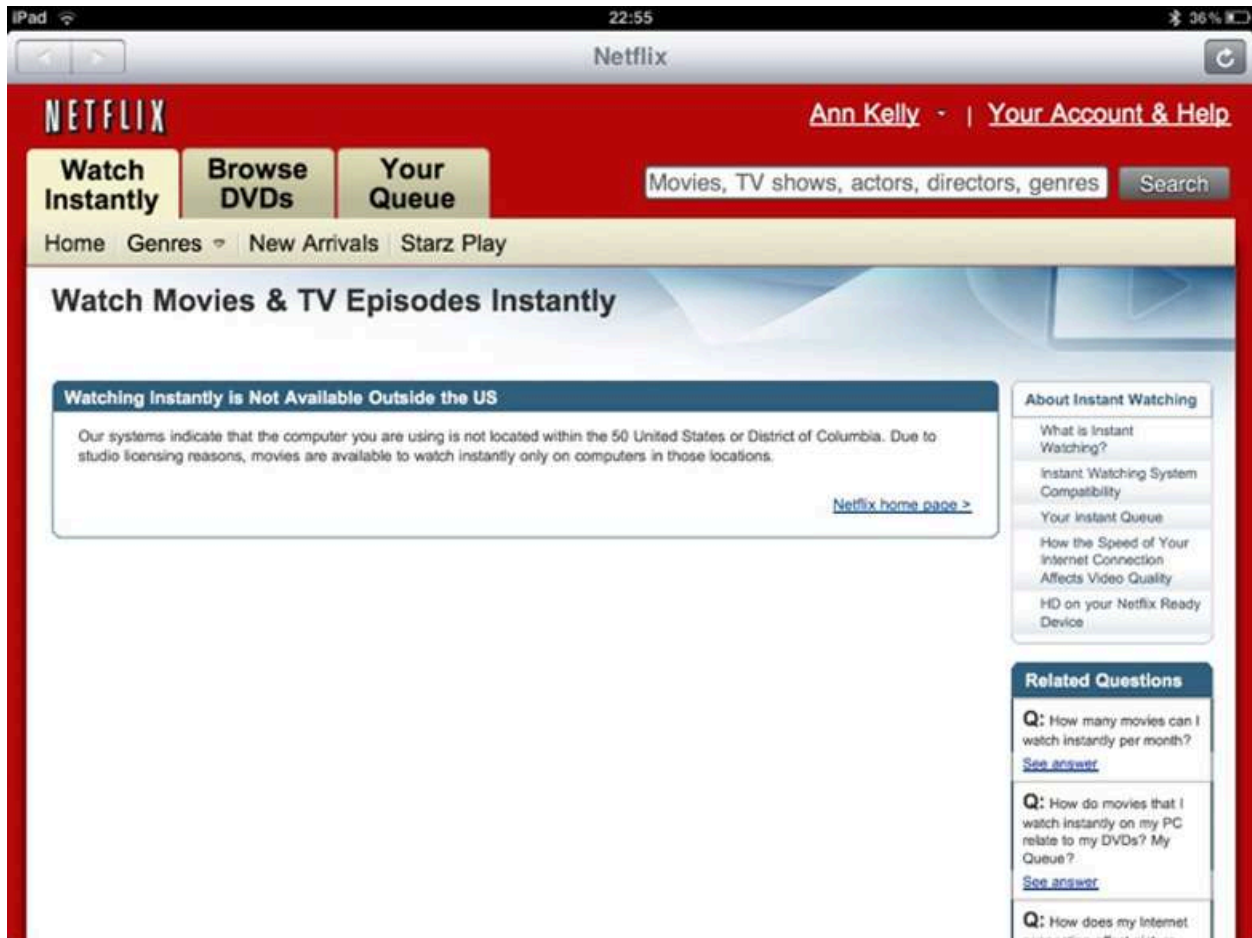 iPad
22:55
36%
Netflix
NETFLIX
Ann Kelly | Your Account & Help
Watch Instantly
Browse DVDs
Your Queue
Movies, TV shows, actors, directors, genres
Search
Home Genres New Arrivals Starz Play
Watch Movies & TV Episodes Instantly
Watching Instantly is Not Available Outside the US
Our systems indicate that the computer you are using is not located within the 50 United States or District of Columbia. Due to
studio licensing reasons, movies are available to watch instantly only on computers in those locations.
Netflix home page >
About Instant Watching
What is Instant
Watching?
Instant Watching System
Compatibility
Your Instant Queue
How the Speed of Your
Internet Connection
Affects Video Quality
HD on your Netflix Ready
Device
Related Questions
Q: How many movies can I
watch instantly per month?
See answer
Q: How do movies that I
watch instantly on my PC
relate to my DVDs? My
Queue?
See answer
Q: How does my Internet